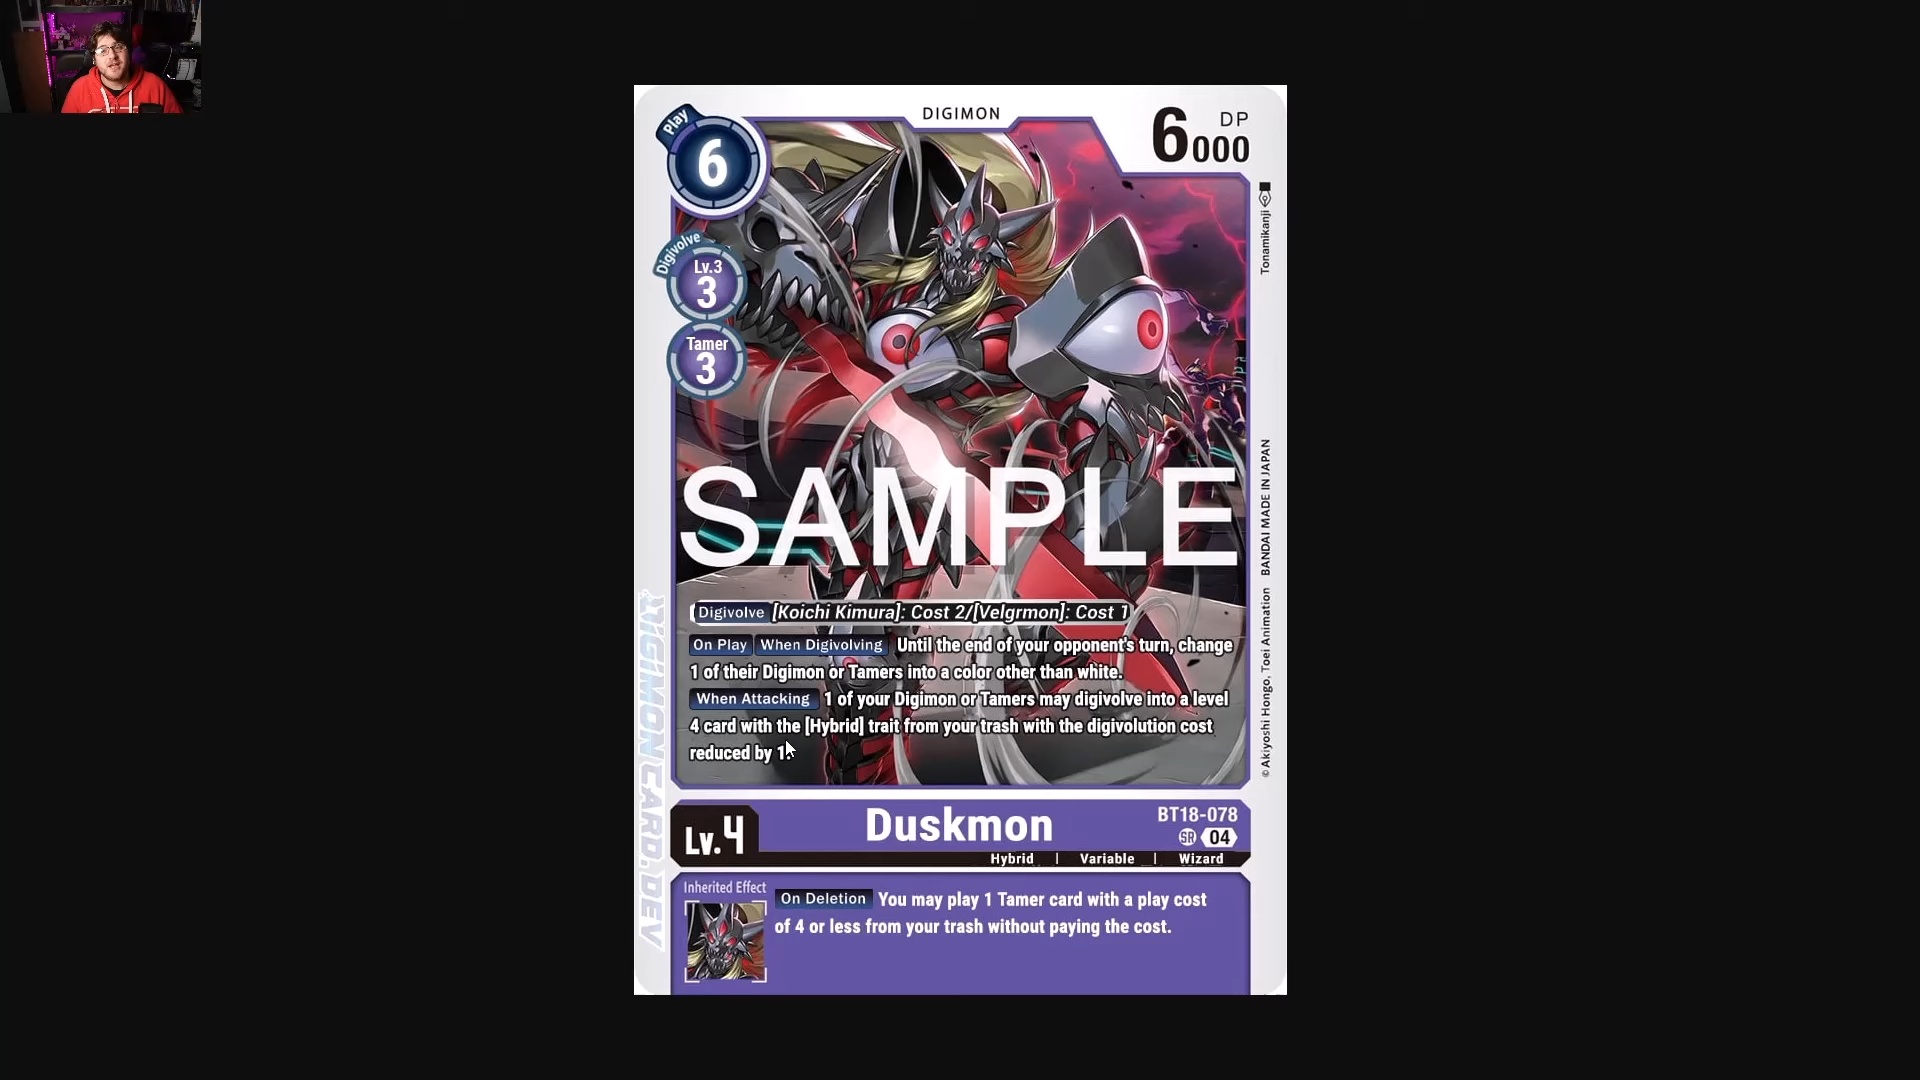 DIGIMON
Play
6
DP
6000
Digivolve
Lv.3
3
Tamer
3
Tonamikanji
SAMPLE
Digivolve [Koichi Kimura]: Cost 2/[Velgrmon]: Cost 1
On Play When Digivolving Until the end of your opponent's turn, change
1 of their Digimon or Tamers into a color other than white.
When Attacking 1 of your Digimon or Tamers may digivolve into a level
4 card with the [Hybrid] trait from your trash with the digivolution cost
reduced by 1.
©Akiyoshi Hongo, Toei Animation BANDAI MADE IN JAPAN
DIGIMONCARD.DEV
Lv.4
Duskmon
BT18-078
SR 04
Hybrid | Variable | Wizard
Inherited Effect
On Deletion You may play 1 Tamer card with a play cost
of 4 or less from your trash without paying the cost.